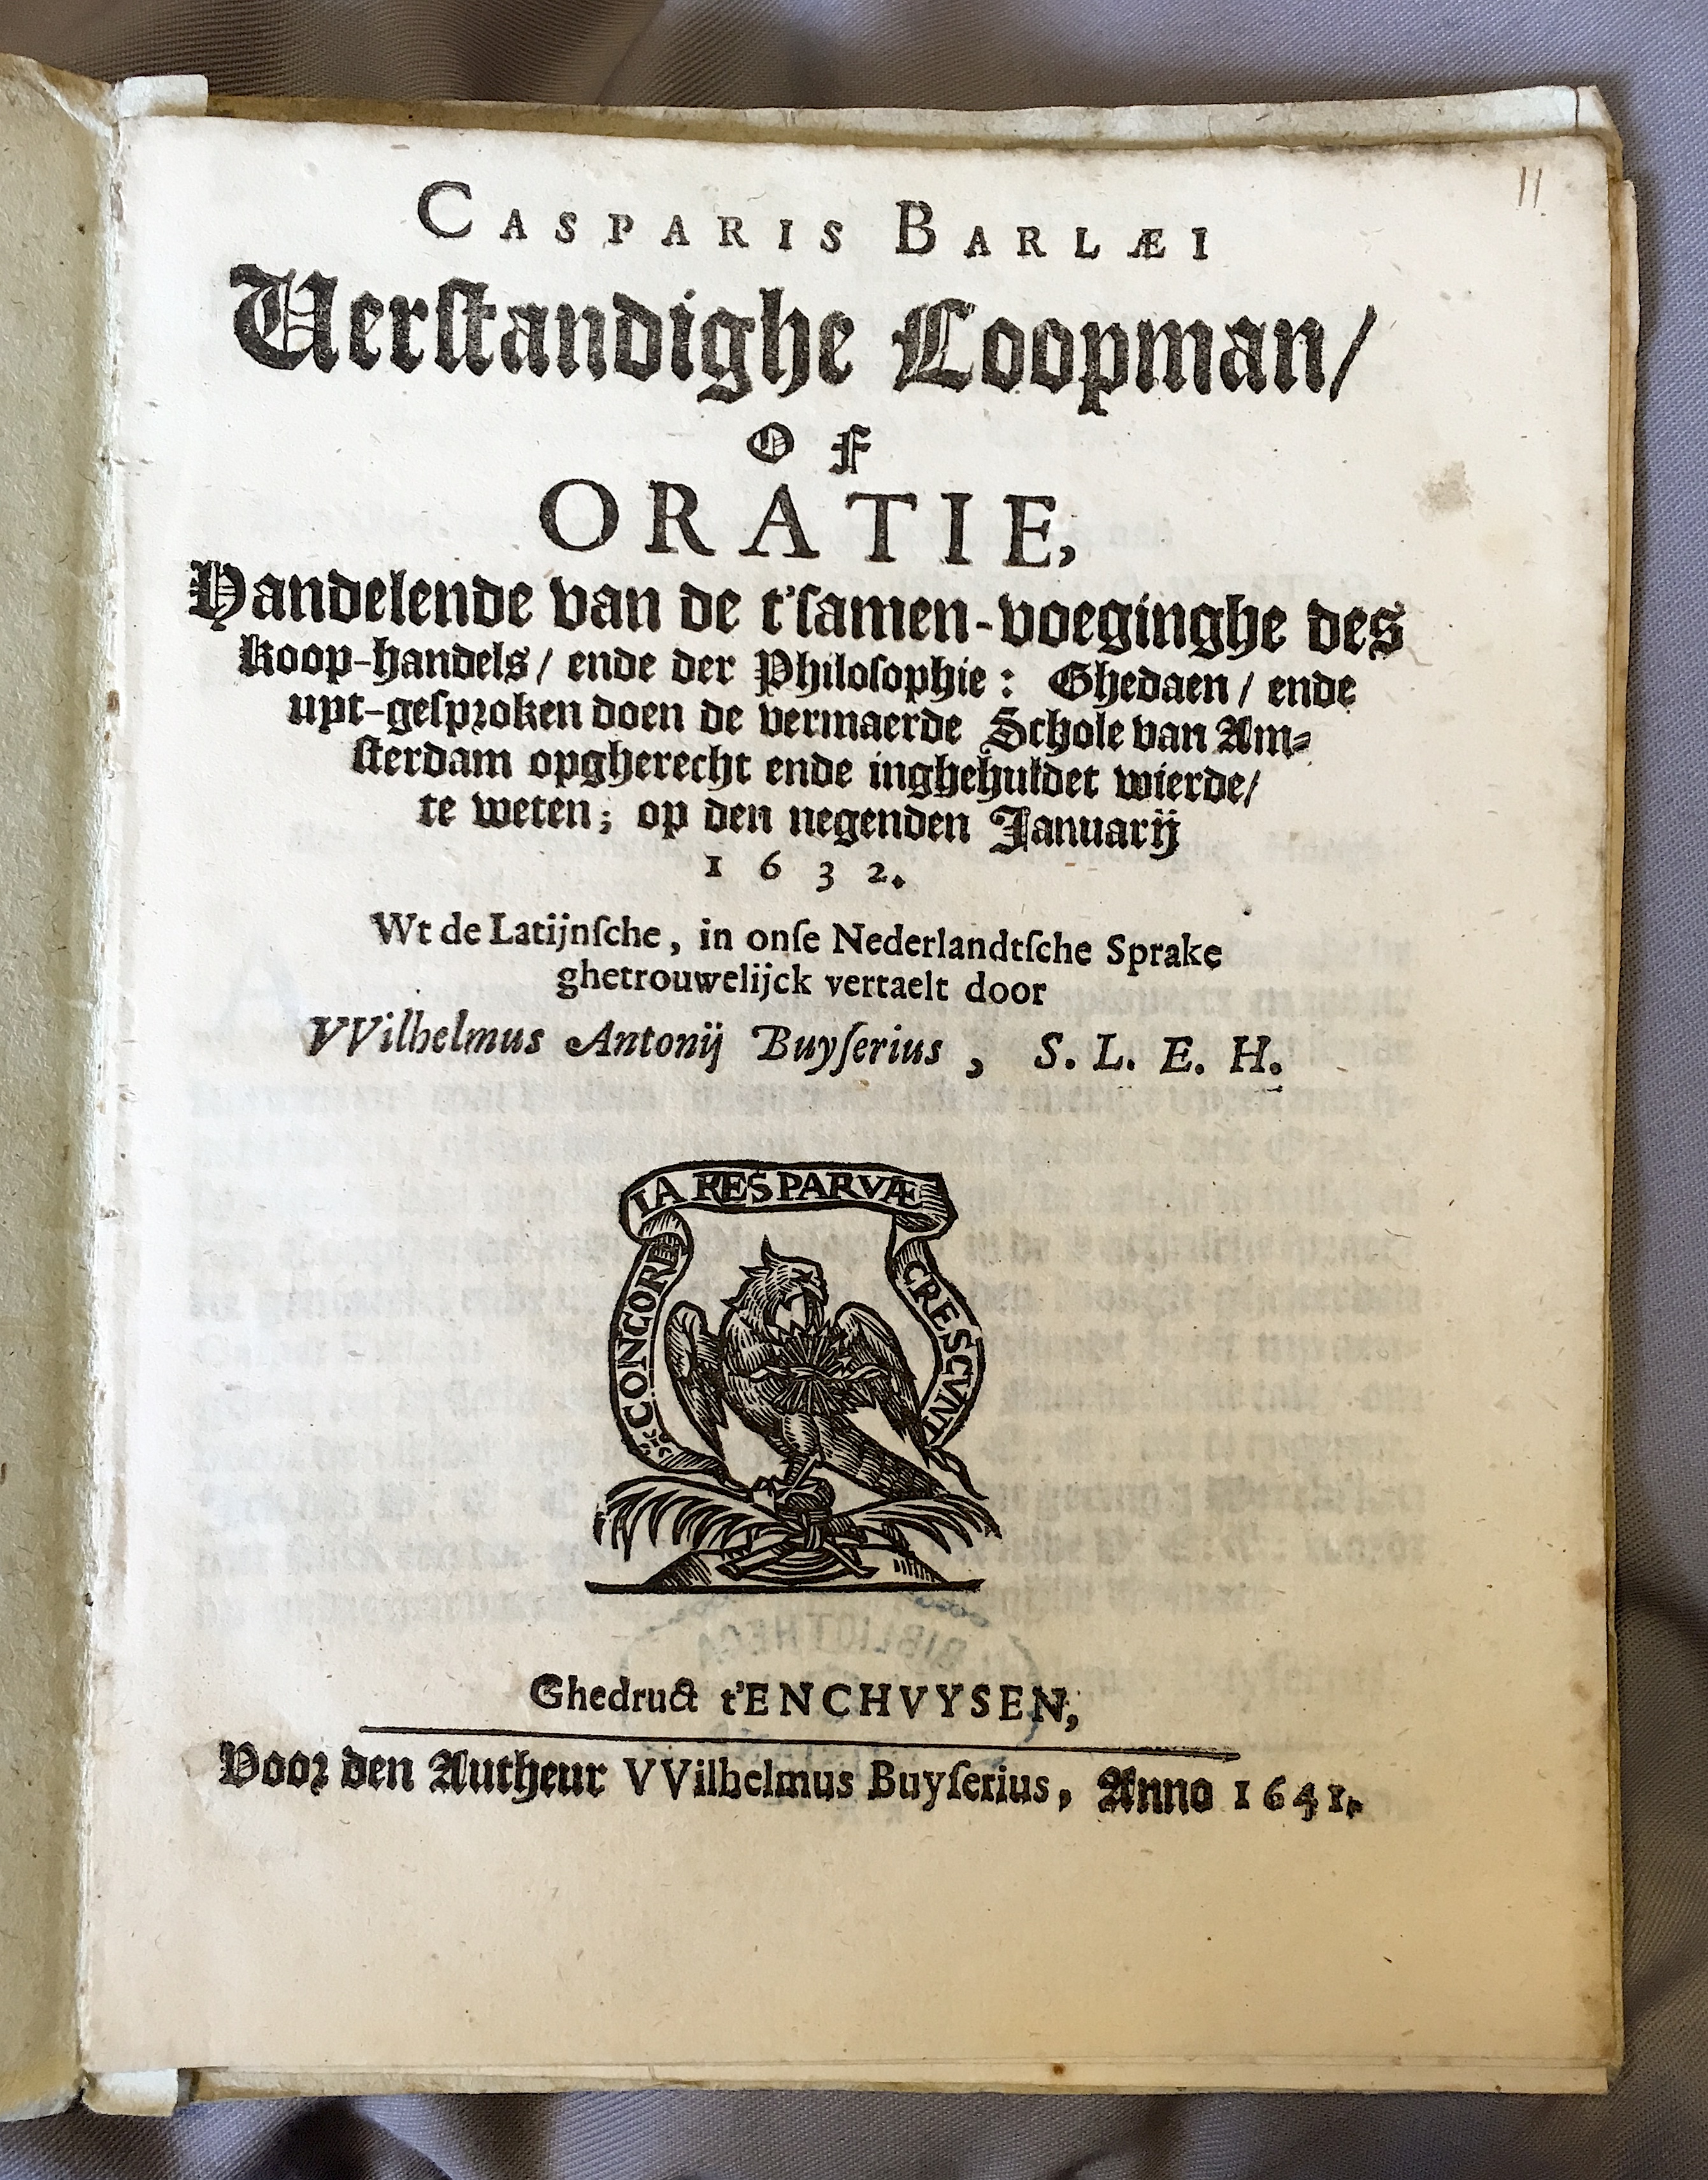 11
CASPARIS BARLÆI
Verstandighe Coopman/
OF
ORATIE,
Handelende van de t'samen-voeginghe des
koop-handels/ ende der Philosophie: Ghedaen/ ende
uyt-gesproken doen de vermaerde Schole van Am-
sterdam opgherecht ende inghehuldet wierde/
te weten; op den negenden Januarij
1632.
Wt de Latijnsche, in onse Nederlandtsche Sprake
ghetrouwelijck vertaelt door
VVilhelmus Antonij Buyserius, S. L. E. H.
CONCORDIA RES PARVÆ CRESCVNT
BIBLIOTHECA
Ghedruct t'ENCHVYSEN,
Voor den Autheur VVilhelmus Buyserius, Anno 1641.